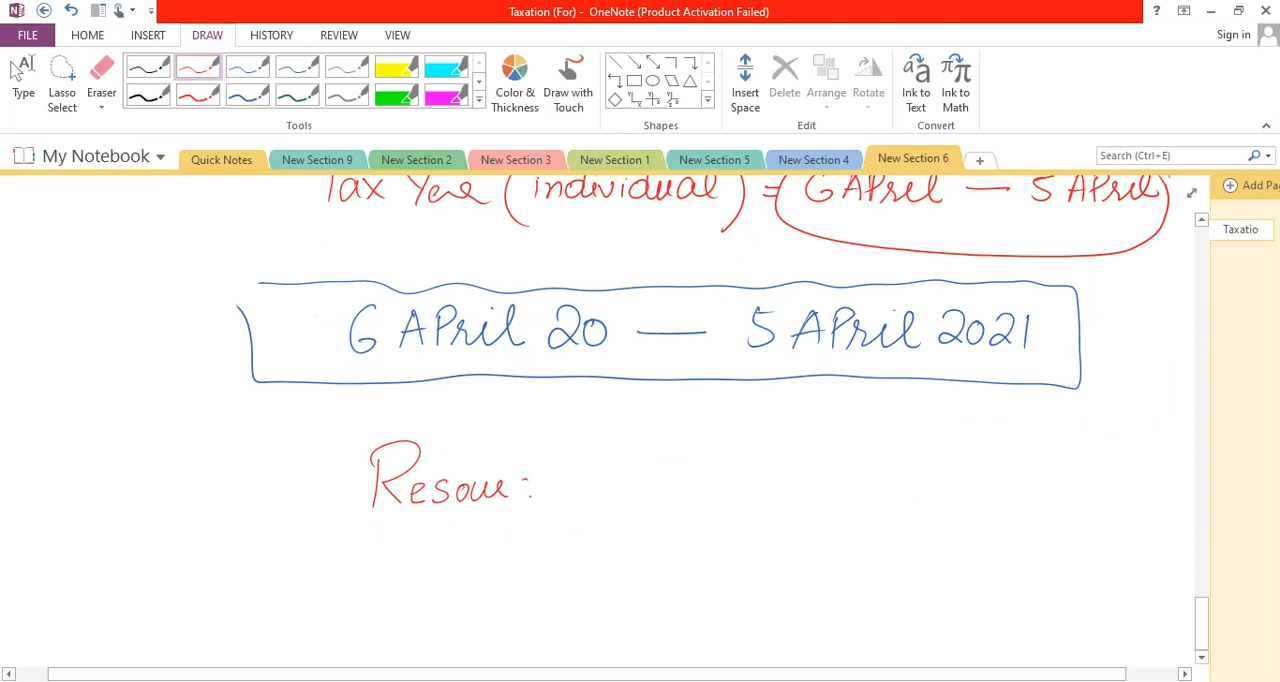 Taxation (For) - OneNote (Product Activation Failed)
FILE HOME INSERT DRAW HISTORY REVIEW VIEW Sign in
Type Lasso Select Eraser Color & Thickness Draw with Touch Insert Space Delete Arrange Rotate Ink to Text Ink to Math
Tools Shapes Edit Convert
My Notebook Quick Notes New Section 9 New Section 2 New Section 3 New Section 1 New Section 5 New Section 4 New Section 6 Search (Ctrl+E)
Add Pa
Tax Year (individual) = 6 April — 5 April
Taxatio
6 April 20 — 5 April 2021